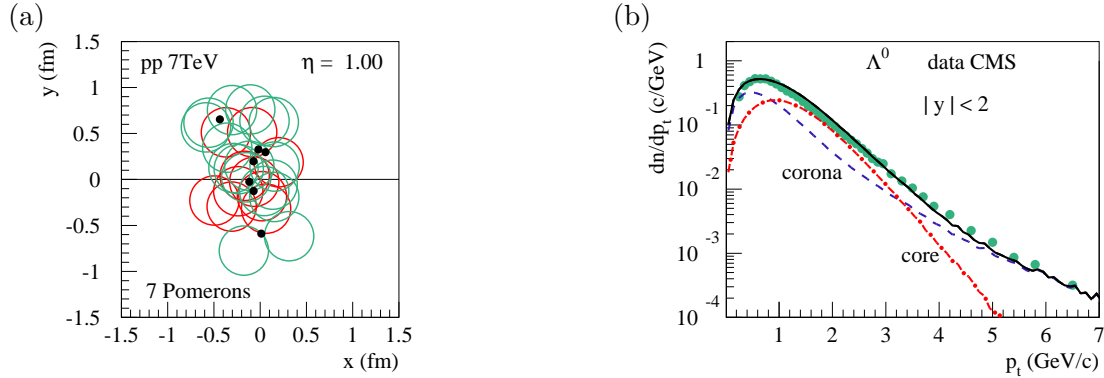 (a)
y (fm)
1.5
1
0.5
0
-0.5
-1
-1.5
pp 7TeV η = 1.00
7 Pomerons
-1.5 -1 -0.5 0 0.5 1 1.5
x (fm)
(b)
dn/dp_t (c/GeV)
1
10^-1
10^-2
10^-3
10^-4
Λ^0 data CMS
| y | < 2
corona
core
0 1 2 3 4 5 6 7
p_t (GeV/c)